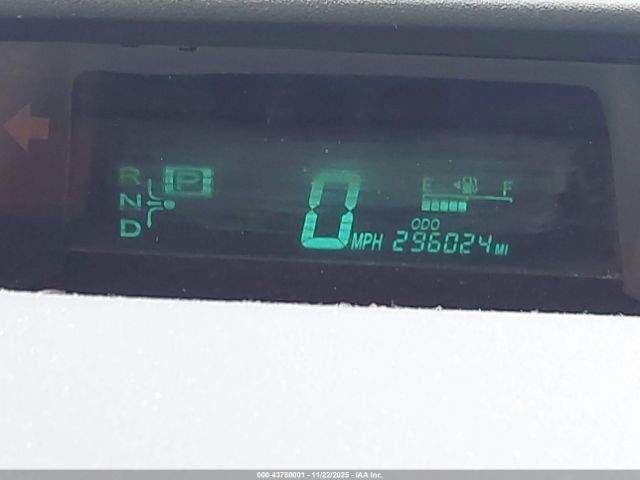 R P
N
D
0 MPH
E F
ODO
296024 MI
000-43780001 - 11/22/2025 - IAA Inc.